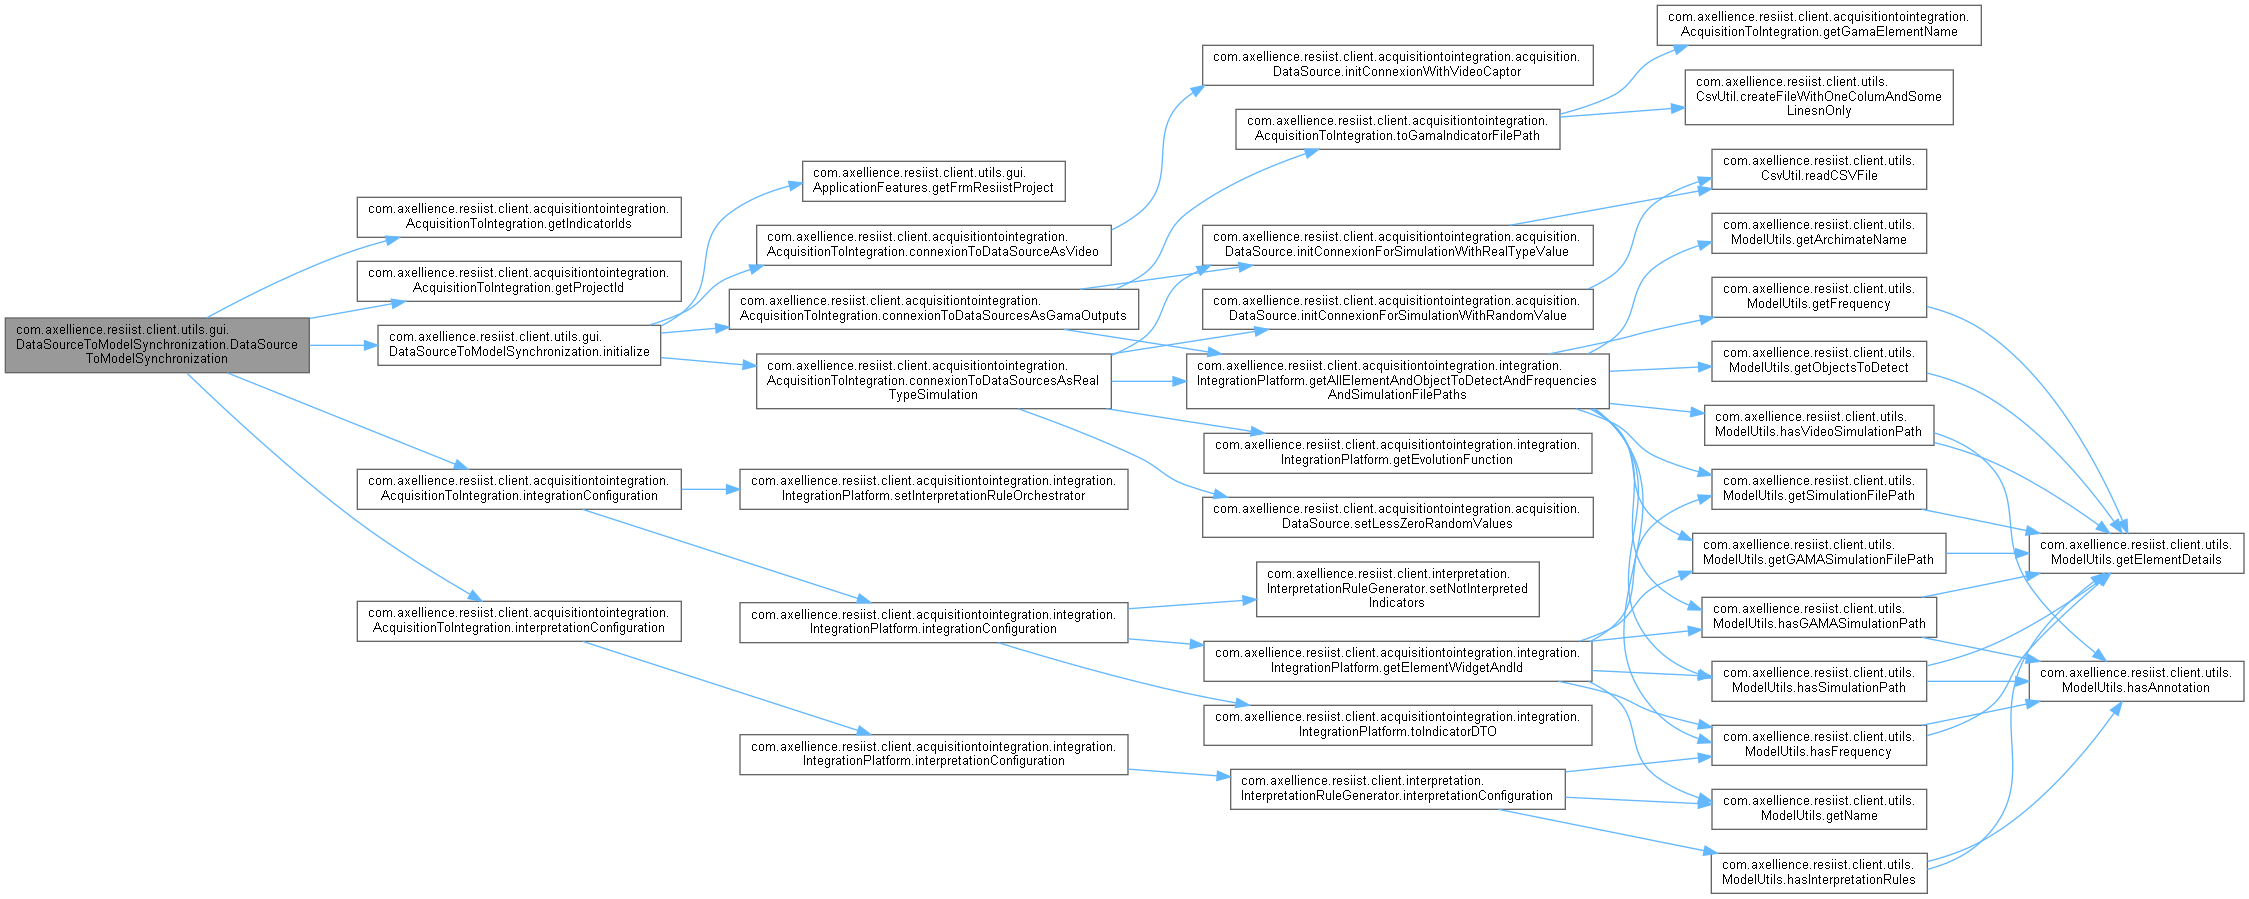 com.axellience.resiist.client.utils.gui.
DataSourceToModelSynchronization.DataSource
ToModelSynchronization
com.axellience.resiist.client.acquisitiontointegration.
AcquisitionToIntegration.getIndicatorIds
com.axellience.resiist.client.acquisitiontointegration.
AcquisitionToIntegration.getProjectId
com.axellience.resiist.client.utils.gui.
DataSourceToModelSynchronization.initialize
com.axellience.resiist.client.acquisitiontointegration.
AcquisitionToIntegration.integrationConfiguration
com.axellience.resiist.client.acquisitiontointegration.
AcquisitionToIntegration.interpretationConfiguration
com.axellience.resiist.client.utils.gui.
ApplicationFeatures.getFrmResiistProject
com.axellience.resiist.client.acquisitiontointegration.
AcquisitionToIntegration.connexionToDataSourceAsVideo
com.axellience.resiist.client.acquisitiontointegration.
AcquisitionToIntegration.connexionToDataSourcesAsGamaOutputs
com.axellience.resiist.client.acquisitiontointegration.
AcquisitionToIntegration.connexionToDataSourcesAsReal
TypeSimulation
com.axellience.resiist.client.acquisitiontointegration.integration.
IntegrationPlatform.setInterpretationRuleOrchestrator
com.axellience.resiist.client.acquisitiontointegration.integration.
IntegrationPlatform.integrationConfiguration
com.axellience.resiist.client.acquisitiontointegration.integration.
IntegrationPlatform.interpretationConfiguration
com.axellience.resiist.client.acquisitiontointegration.acquisition.
DataSource.initConnexionWithVideoCaptor
com.axellience.resiist.client.acquisitiontointegration.
AcquisitionToIntegration.toGamaIndicatorFilePath
com.axellience.resiist.client.acquisitiontointegration.acquisition.
DataSource.initConnexionForSimulationWithRealTypeValue
com.axellience.resiist.client.acquisitiontointegration.acquisition.
DataSource.initConnexionForSimulationWithRandomValue
com.axellience.resiist.client.acquisitiontointegration.integration.
IntegrationPlatform.getAllElementAndObjectToDetectAndFrequencies
AndSimulationFilePaths
com.axellience.resiist.client.acquisitiontointegration.integration.
IntegrationPlatform.getEvolutionFunction
com.axellience.resiist.client.acquisitiontointegration.acquisition.
DataSource.setLessZeroRandomValues
com.axellience.resiist.client.interpretation.
InterpretationRuleGenerator.setNotInterpreted
Indicators
com.axellience.resiist.client.acquisitiontointegration.integration.
IntegrationPlatform.getElementWidgetAndId
com.axellience.resiist.client.acquisitiontointegration.integration.
IntegrationPlatform.toIndicatorDTO
com.axellience.resiist.client.interpretation.
InterpretationRuleGenerator.interpretationConfiguration
com.axellience.resiist.client.acquisitiontointegration.
AcquisitionToIntegration.getGamaElementName
com.axellience.resiist.client.utils.
CsvUtil.createFileWithOneColumAndSome
LinesnOnly
com.axellience.resiist.client.utils.
CsvUtil.readCSVFile
com.axellience.resiist.client.utils.
ModelUtils.getArchimateName
com.axellience.resiist.client.utils.
ModelUtils.getFrequency
com.axellience.resiist.client.utils.
ModelUtils.getObjectsToDetect
com.axellience.resiist.client.utils.
ModelUtils.hasVideoSimulationPath
com.axellience.resiist.client.utils.
ModelUtils.getSimulationFilePath
com.axellience.resiist.client.utils.
ModelUtils.getGAMASimulationFilePath
com.axellience.resiist.client.utils.
ModelUtils.hasGAMASimulationPath
com.axellience.resiist.client.utils.
ModelUtils.hasSimulationPath
com.axellience.resiist.client.utils.
ModelUtils.hasFrequency
com.axellience.resiist.client.utils.
ModelUtils.getName
com.axellience.resiist.client.utils.
ModelUtils.hasInterpretationRules
com.axellience.resiist.client.utils.
ModelUtils.getElementDetails
com.axellience.resiist.client.utils.
ModelUtils.hasAnnotation